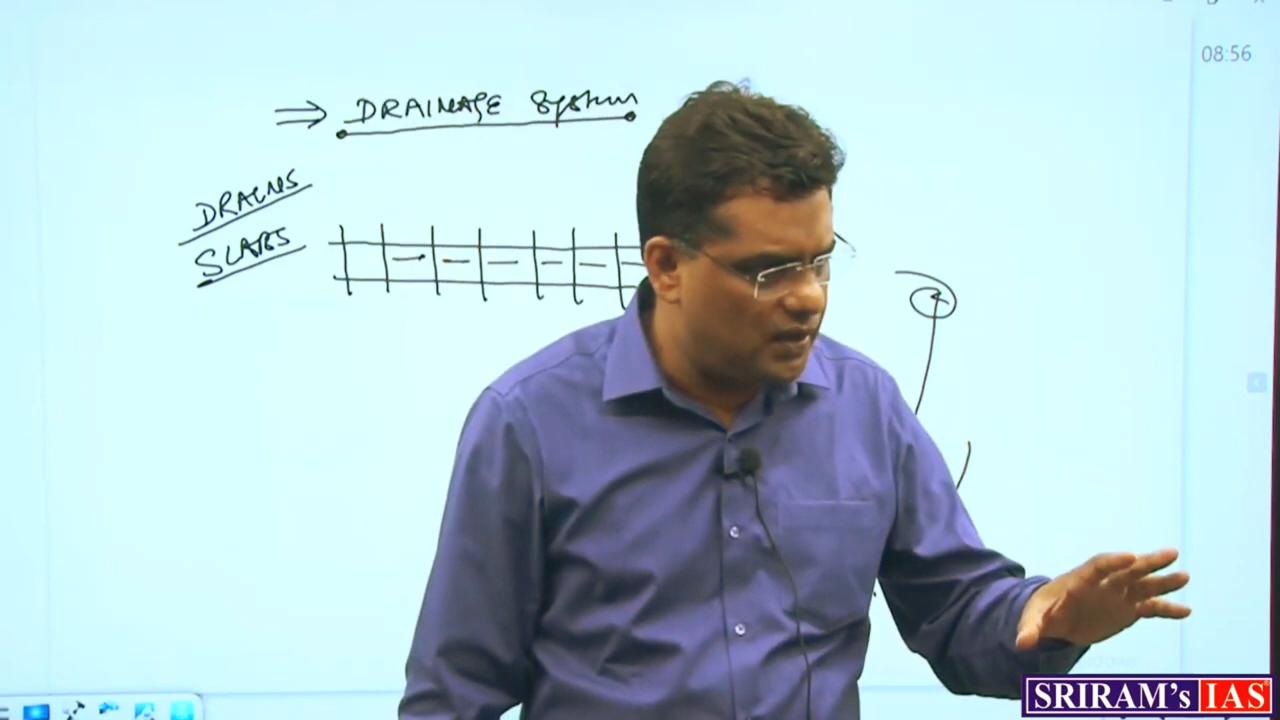 08:56
⇒ DRAINAGE System
DRAINS
SLABS
SRIRAM's IAS